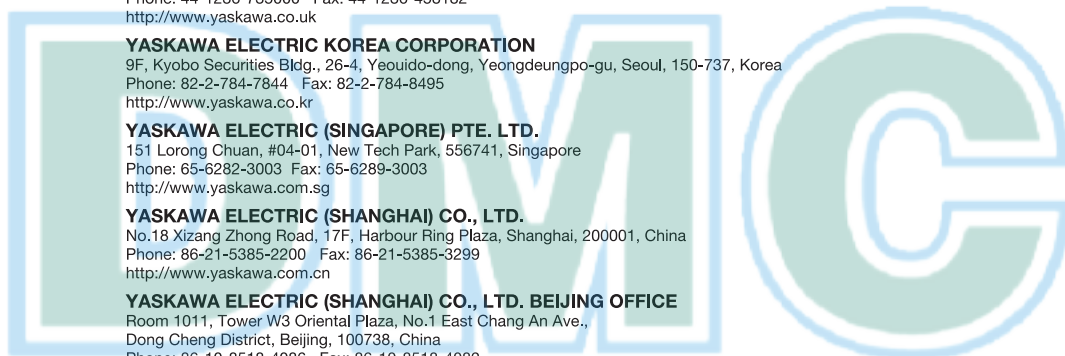 http://www.yaskawa.co.uk
YASKAWA ELECTRIC KOREA CORPORATION
9F, Kyobo Securities Bldg., 26-4, Yeouido-dong, Yeongdeungpo-gu, Seoul, 150-737, Korea
Phone: 82-2-784-7844 Fax: 82-2-784-8495
http://www.yaskawa.co.kr
YASKAWA ELECTRIC (SINGAPORE) PTE. LTD.
151 Lorong Chuan, #04-01, New Tech Park, 556741, Singapore
Phone: 65-6282-3003 Fax: 65-6289-3003
http://www.yaskawa.com.sg
YASKAWA ELECTRIC (SHANGHAI) CO., LTD.
No.18 Xizang Zhong Road, 17F, Harbour Ring Plaza, Shanghai, 200001, China
Phone: 86-21-5385-2200 Fax: 86-21-5385-3299
http://www.yaskawa.com.cn
YASKAWA ELECTRIC (SHANGHAI) CO., LTD. BEIJING OFFICE
Room 1011, Tower W3 Oriental Plaza, No.1 East Chang An Ave.,
Dong Cheng District, Beijing, 100738, China
DMC